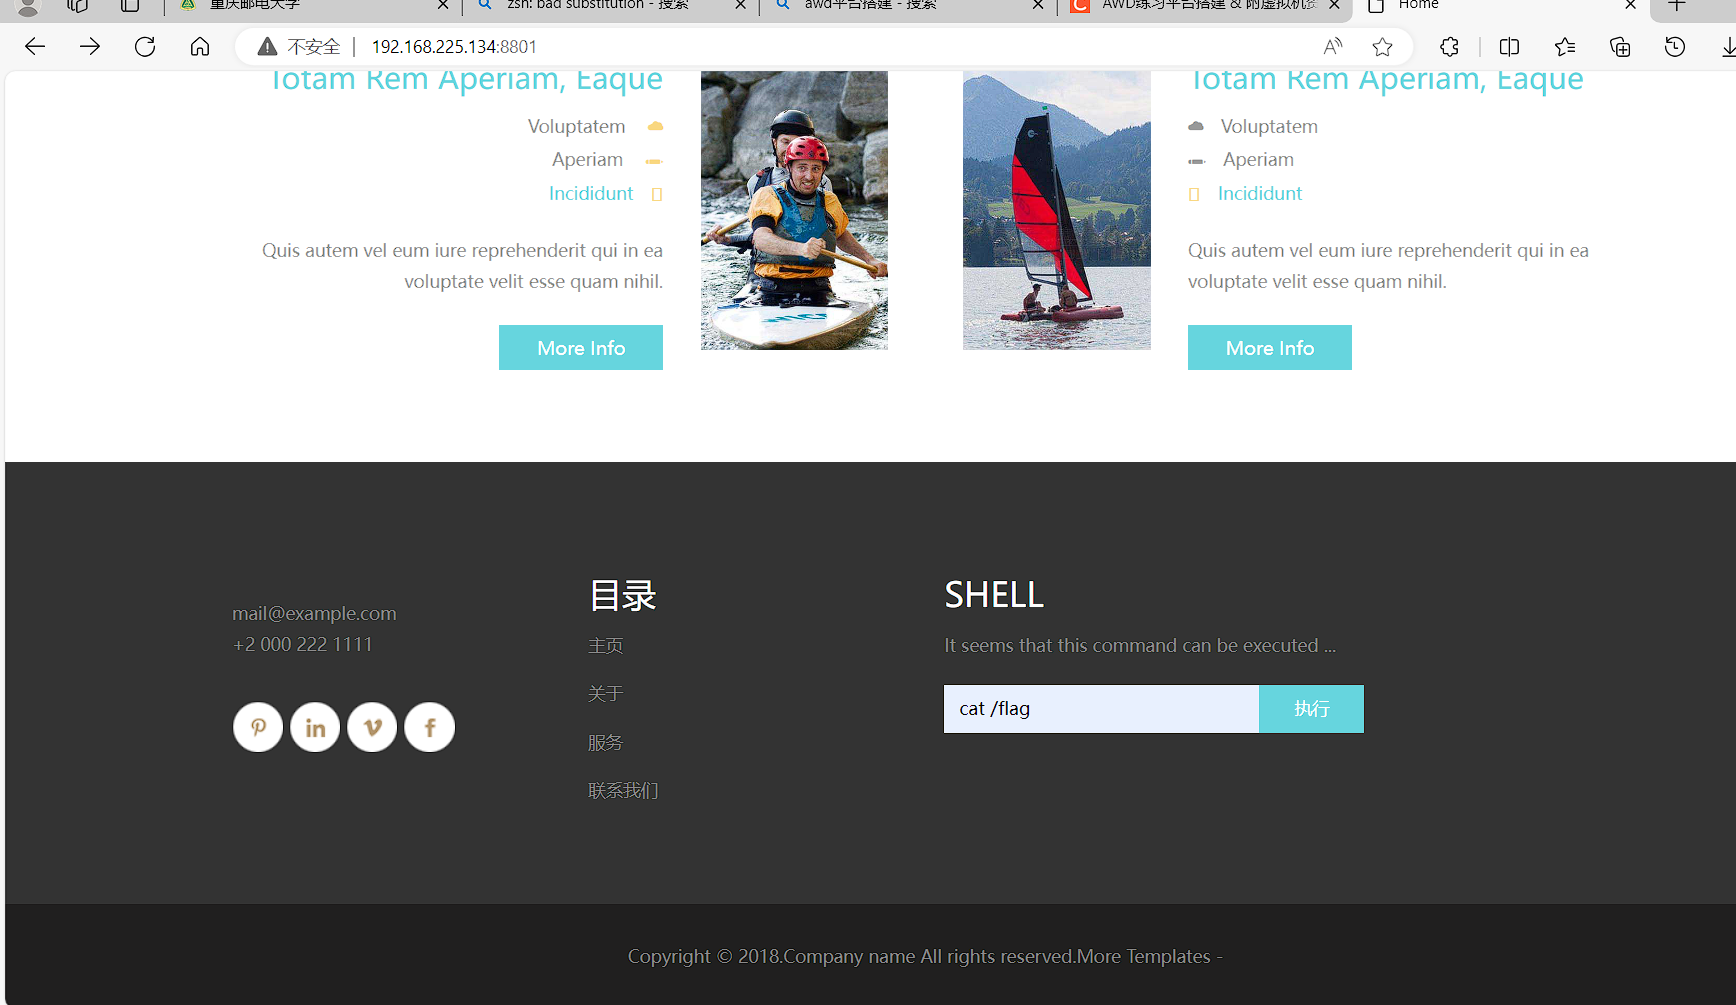 重庆邮电大学
zsh: bad substitution - 搜索
awd平台搭建 - 搜索
AWD练习平台搭建 & 附虚拟机资
Home
不安全
192.168.225.134:8801
Totam Rem Aperiam, Eaque
Voluptatem
Aperiam
Incididunt
Quis autem vel eum iure reprehenderit qui in ea
voluptate velit esse quam nihil.
More Info
Totam Rem Aperiam, Eaque
Voluptatem
Aperiam
Incididunt
Quis autem vel eum iure reprehenderit qui in ea
voluptate velit esse quam nihil.
More Info
mail@example.com
+2 000 222 1111
目录
主页
关于
服务
联系我们
SHELL
It seems that this command can be executed ...
cat /flag
执行
Copyright © 2018.Company name All rights reserved.More Templates -